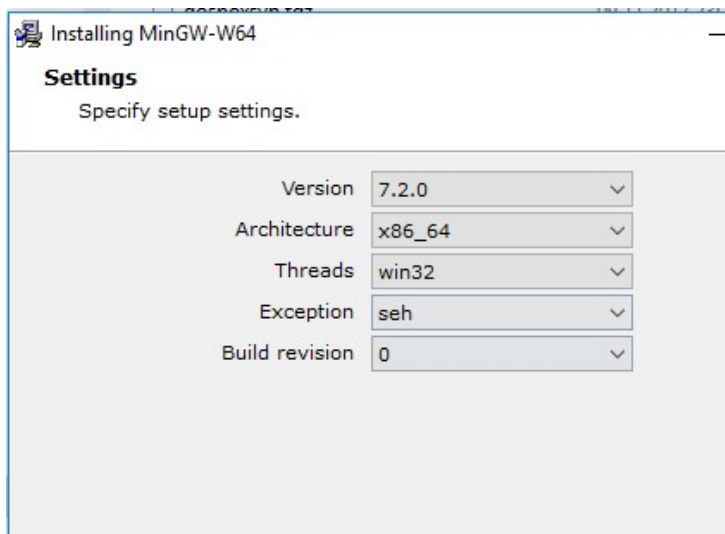 Installing MinGW-W64
Settings
Specify setup settings.
Version 7.2.0
Architecture x86_64
Threads win32
Exception seh
Build revision 0